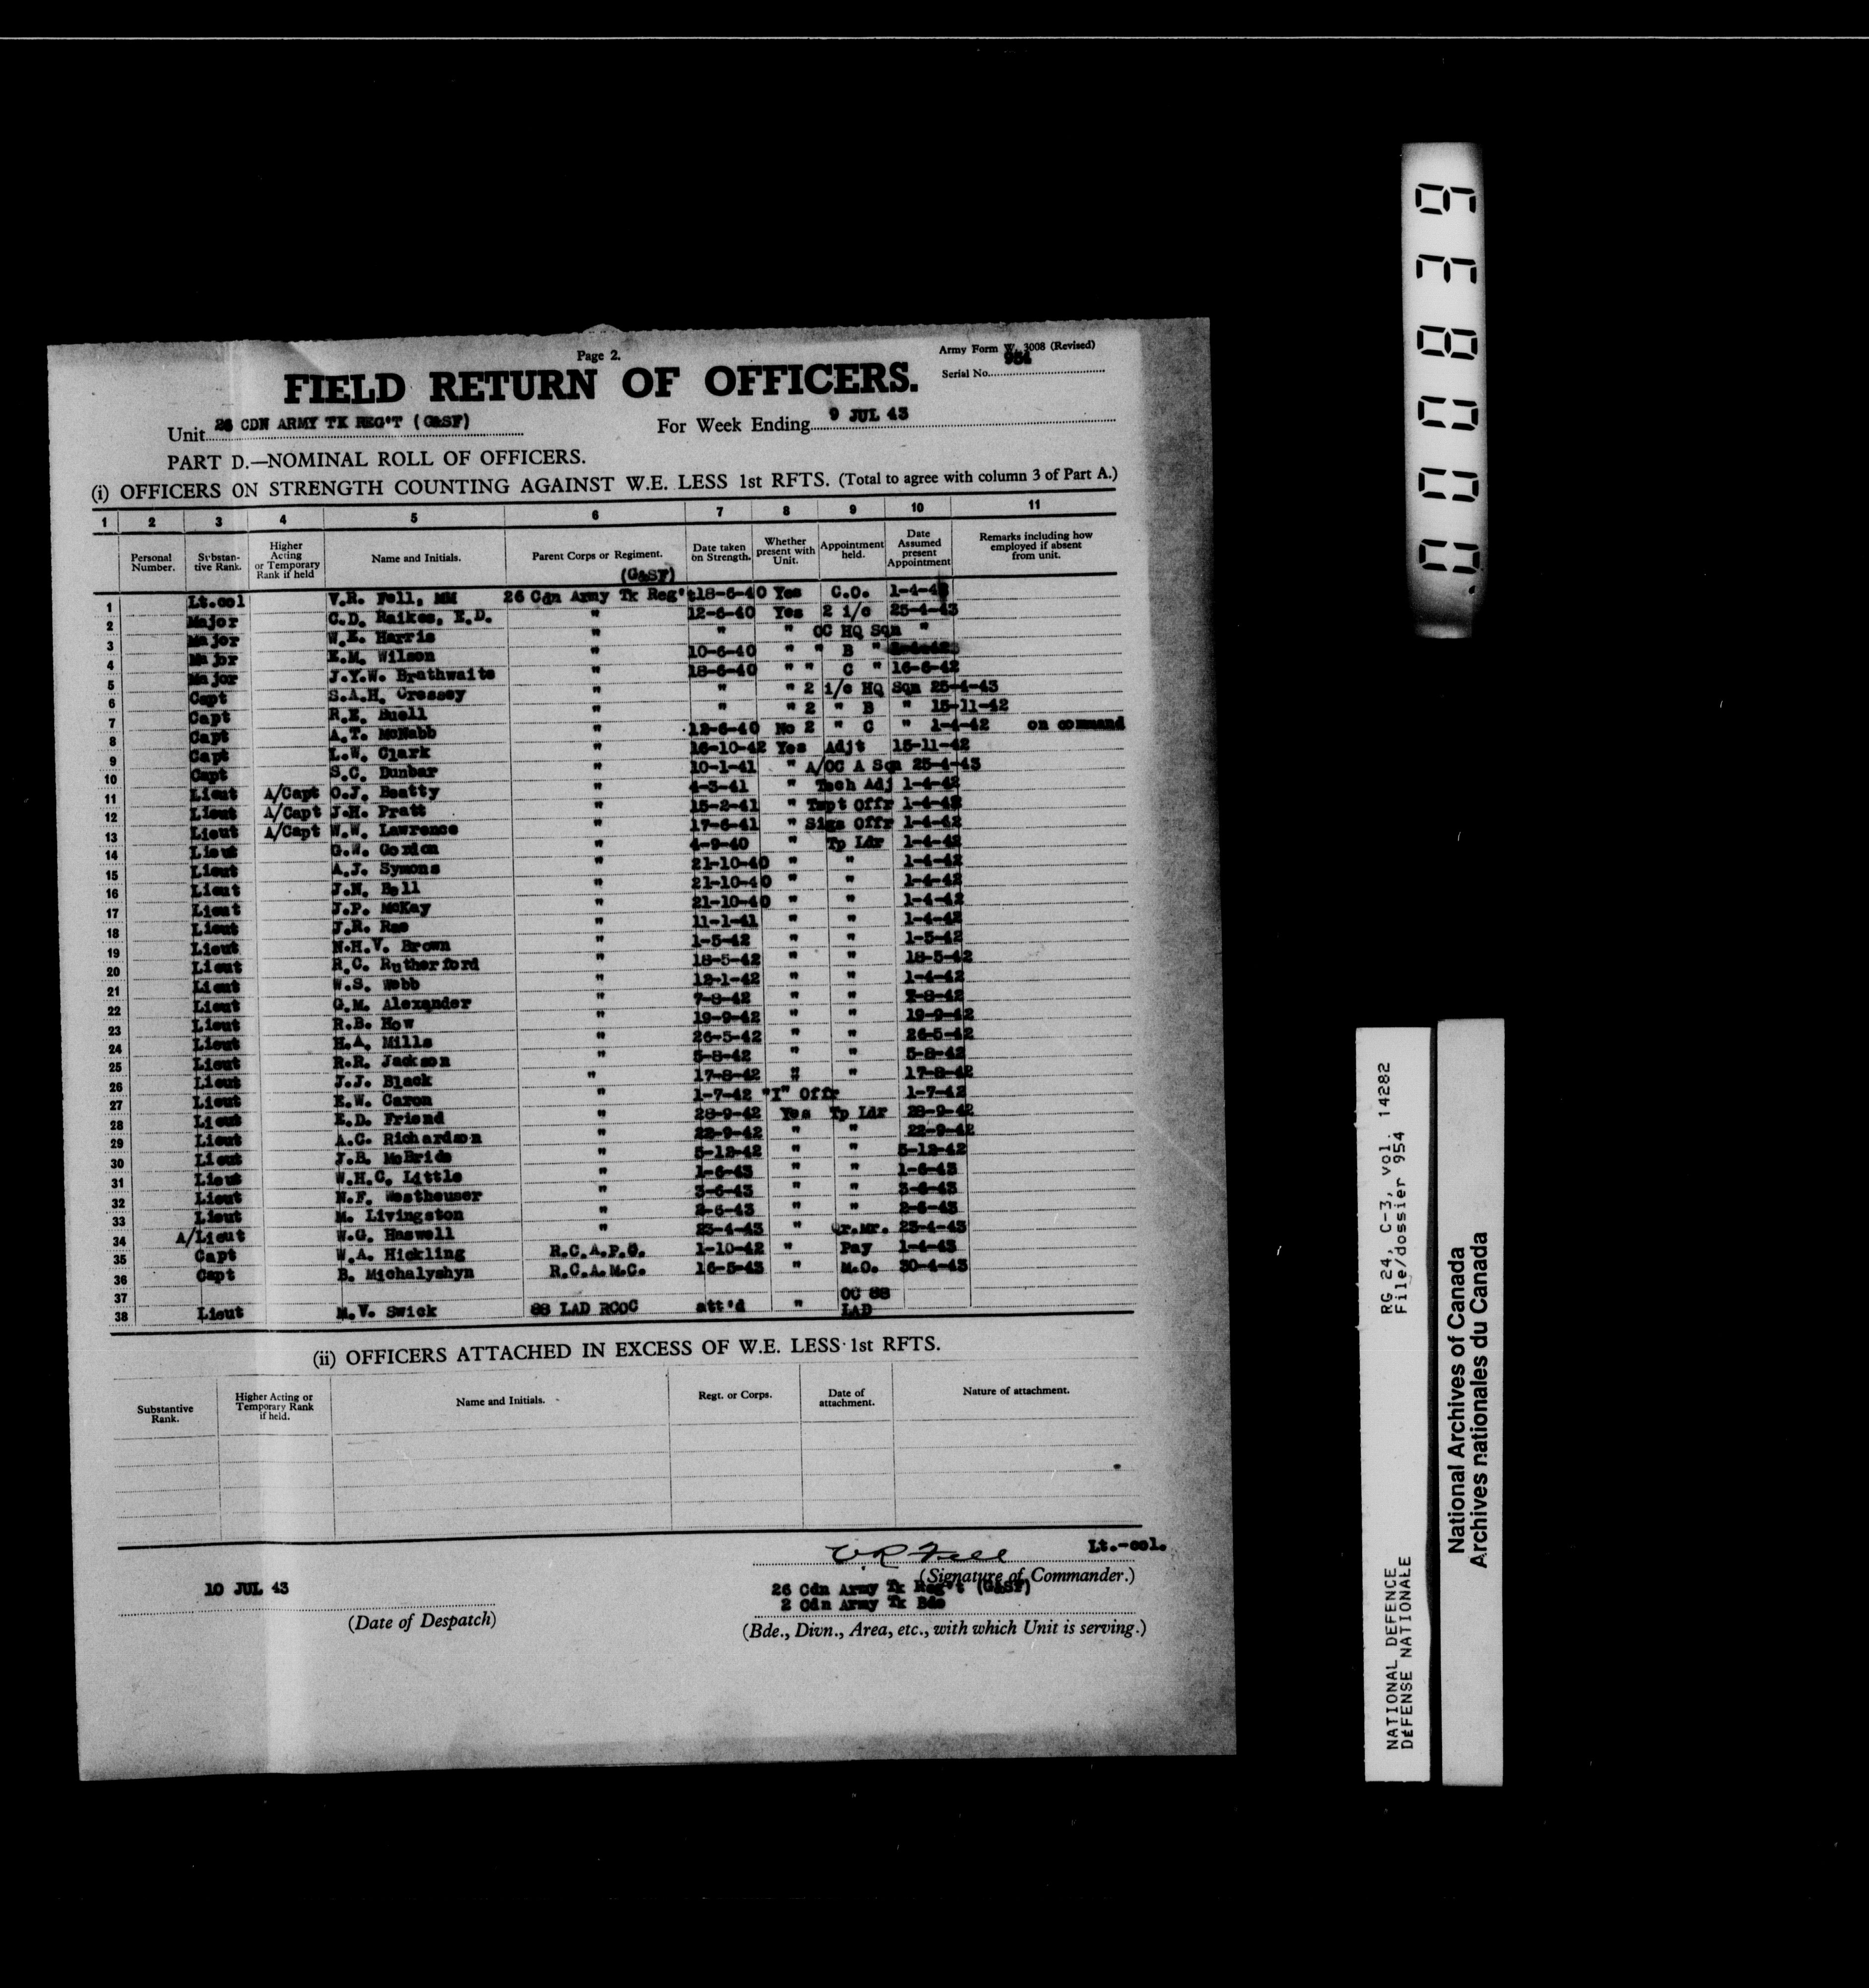 Page 2.
Army Form W. 3008 (Revised)
954
Serial No.
FIELD RETURN OF OFFICERS.
Unit 26 CDN ARMY TK REG'T (G&SF) For Week Ending 9 JUL 43
PART D.—NOMINAL ROLL OF OFFICERS.
(i) OFFICERS ON STRENGTH COUNTING AGAINST W.E. LESS 1st RFTS. (Total to agree with column 3 of Part A.)
1 2 3 4 5 6 7 8 9 10 11
Personal Number. Substantive Rank. Higher Acting or Temporary Rank if held Name and Initials. Parent Corps or Regiment. Date taken on Strength. Whether present with Unit. Appointment held. Date Assumed present Appointment Remarks including how employed if absent from unit.
(G&SF)
1 Lt.col V.R. Fell, MM 26 Cdn Army Tk Reg't 18-6-40 Yes C.O. 1-4-42
2 Major C.D. Raikes, E.D. " 12-6-40 Yes 2 i/c 25-4-43
3 Major W.E. Harris " " " OC HQ Sqn "
4 Major E.M. Wilson " 10-6-40 " " B "
5 Major J.Y.W. Brathwaite " 18-6-40 " " C " 16-6-42
6 Capt S.A.H. Cressey " " " 2 i/c HQ Sqn 25-4-43
7 Capt R.E. Buell " " " 2 " B " 15-11-42
8 Capt A.T. McNabb " 12-6-40 No 2 " C " 1-4-42 on command
9 Capt L.W. Clark " 16-10-42 Yes Adjt 15-11-42
10 Capt S.C. Dunbar " 10-1-41 " A/OC A Sqn 25-4-43
11 Lieut A/Capt O.J. Beatty " 4-3-41 " Tech Adj 1-4-42
12 Lieut A/Capt J.H. Pratt " 15-2-41 " Tmpt Offr 1-4-42
13 Lieut A/Capt W.W. Lawrence " 17-6-41 " Sigs Offr 1-4-42
14 Lieut G.W. Gordon " 4-9-40 " Tp Ldr 1-4-42
15 Lieut A.J. Symons " 21-10-40 " " 1-4-42
16 Lieut J.N. Bell " 21-10-40 " " 1-4-42
17 Lieut J.P. McKay " 21-10-40 " " 1-4-42
18 Lieut J.R. Rae " 11-1-41 " " 1-4-42
19 Lieut N.H.V. Brown " 1-5-42 " " 1-5-42
20 Lieut R.C. Rutherford " 18-5-42 " " 18-5-42
21 Lieut W.S. Webb " 12-1-42 " " 1-4-42
22 Lieut G.M. Alexander " 7-8-42 " " 7-8-42
23 Lieut R.B. How " 19-9-42 " " 19-9-42
24 Lieut H.A. Mills " 26-5-42 " " 26-5-42
25 Lieut R.R. Jackson " 5-8-42 " " 5-8-42
26 Lieut J.J. Black " 17-8-42 " " 17-8-42
27 Lieut E.W. Caron " 1-7-42 "I" Offr 1-7-42
28 Lieut E.D. Friend " 28-9-42 Yes Tp Ldr 28-9-42
29 Lieut A.C. Richardson " 22-9-42 " " 22-9-42
30 Lieut J.B. McBride " 5-12-42 " " 5-12-42
31 Lieut W.H.C. Little " 1-6-43 " " 1-6-43
32 Lieut N.F. Westheuser " 3-6-43 " " 3-6-43
33 Lieut M. Livingston " 2-6-43 " " 2-6-43
34 A/Lieut W.G. Haswell " 23-4-43 " Qr.Mr. 23-4-43
35 Capt W.A. Hickling R.C.A.P.C. 1-10-42 " Pay 1-4-43
36 Capt B. Michalyshyn R.C.A.M.C. 16-5-43 " M.O. 30-4-43
37 OC 88
38 Lieut M.V. Swick 88 LAD RCOC att'd " LAD
(ii) OFFICERS ATTACHED IN EXCESS OF W.E. LESS 1st RFTS.
Substantive Rank. Higher Acting or Temporary Rank if held. Name and Initials. Regt. or Corps. Date of attachment. Nature of attachment.
VR Fell Lt.-col.
(Signature of Commander.)
10 JUL 43
(Date of Despatch)
26 Cdn Army Tk Reg't (G&SF)
2 Cdn Army Tk Bde
(Bde., Divn., Area, etc., with which Unit is serving.)
000839
RG 24, C-3, vol. 14282
File/dossier 954
NATIONAL DEFENCE
DÉFENSE NATIONALE
National Archives of Canada
Archives nationales du Canada